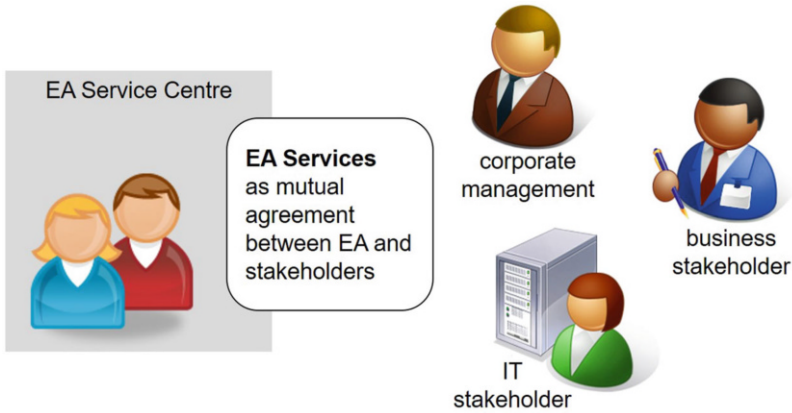 EA Service Centre
EA Services
as mutual
agreement
between EA and
stakeholders
corporate
management
business
stakeholder
IT
stakeholder